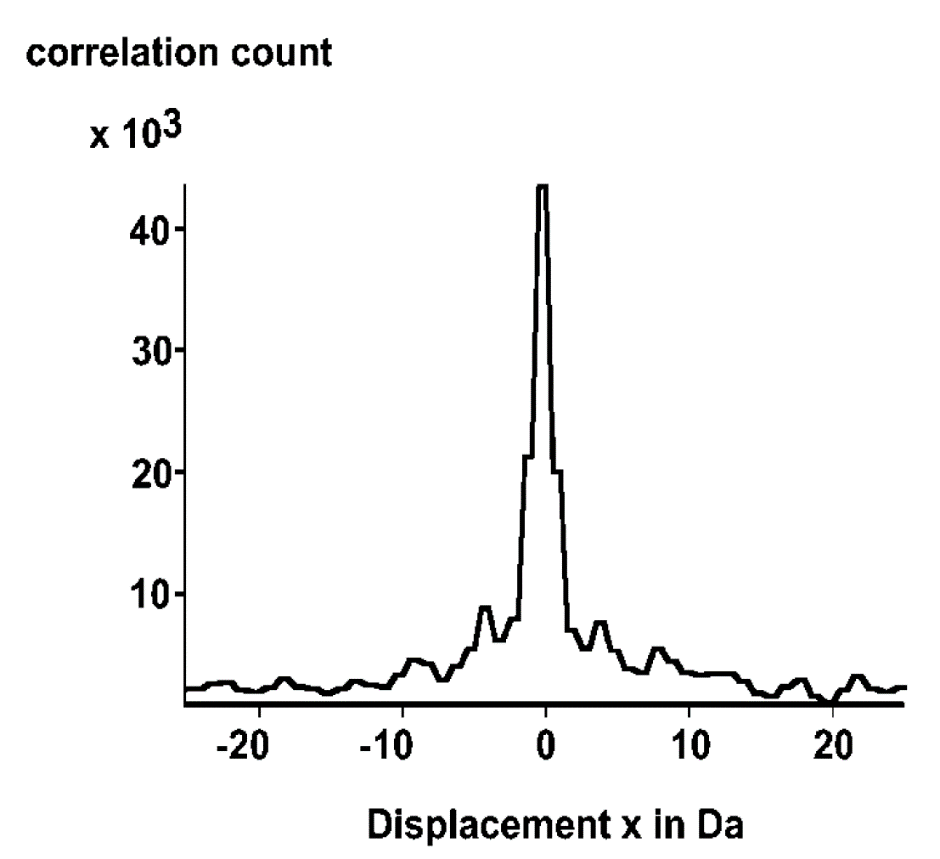 correlation count
x 10³
40
30
20
10
-20 -10 0 10 20
Displacement x in Da